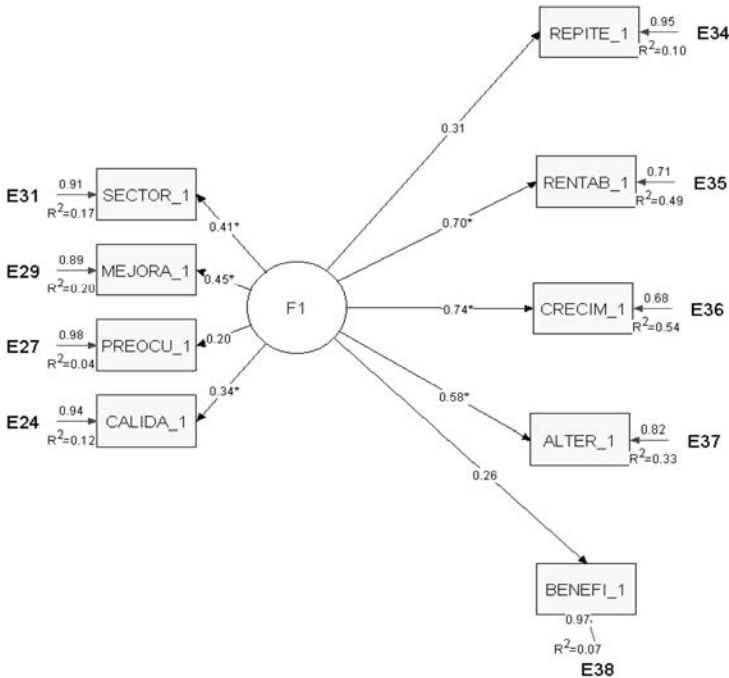 0.95
REPITE_1
E34
R2=0.10
0.31
0.91
E31
SECTOR_1
R2=0.17
0.41*
0.71
RENTAB_1
E35
R2=0.49
0.70*
0.89
E29
MEJORA_1
R2=0.20
0.45*
F1
0.74*
0.68
CRECIM_1
E36
R2=0.54
0.98
E27
PREOCU_1
R2=0.04
0.20
0.94
E24
CALIDA_1
R2=0.12
0.34*
0.58*
0.82
ALTER_1
E37
R2=0.33
0.26
BENEFI_1
0.97
R2=0.07
E38